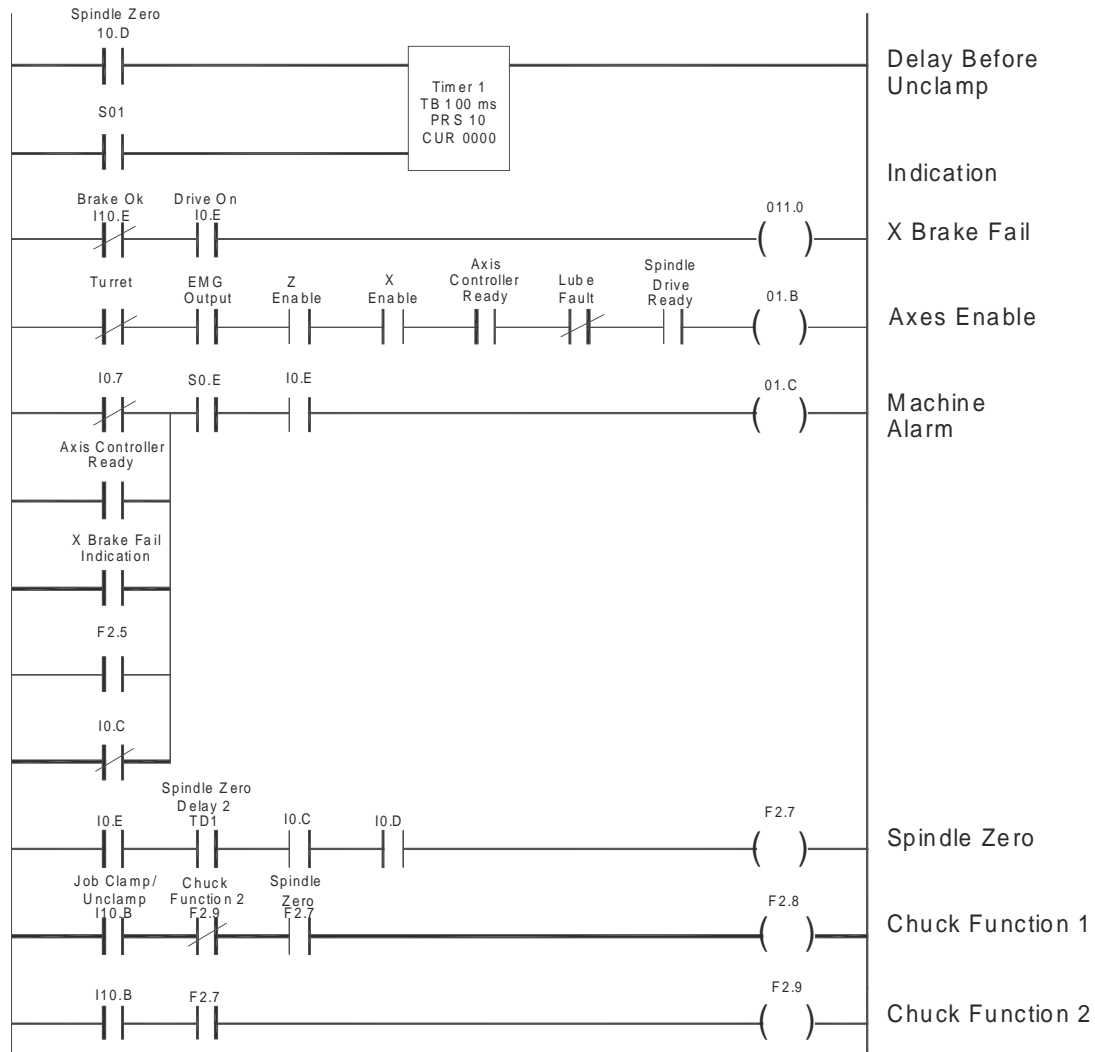 Spindle Zero
10.D
Delay Before
Unclamp
Timer 1
TB 100 ms
PRS 10
CUR 0000
S01
Indication
Brake Ok
I10.E
Drive On
I0.E
011.0
X Brake Fail
Turret
EMG
Output
Z
Enable
X
Enable
Axis
Controller
Ready
Lube
Fault
Spindle
Drive
Ready
01.B
Axes Enable
I0.7
S0.E
I0.E
01.C
Machine
Alarm
Axis Controller
Ready
X Brake Fail
Indication
F2.5
I0.C
I0.E
Spindle Zero
Delay 2
TD1
I0.C
I0.D
F2.7
Spindle Zero
Job Clamp/
Unclamp
I10.B
Chuck
Function 2
F2.9
Spindle
Zero
F2.7
F2.8
Chuck Function 1
I10.B
F2.7
F2.9
Chuck Function 2